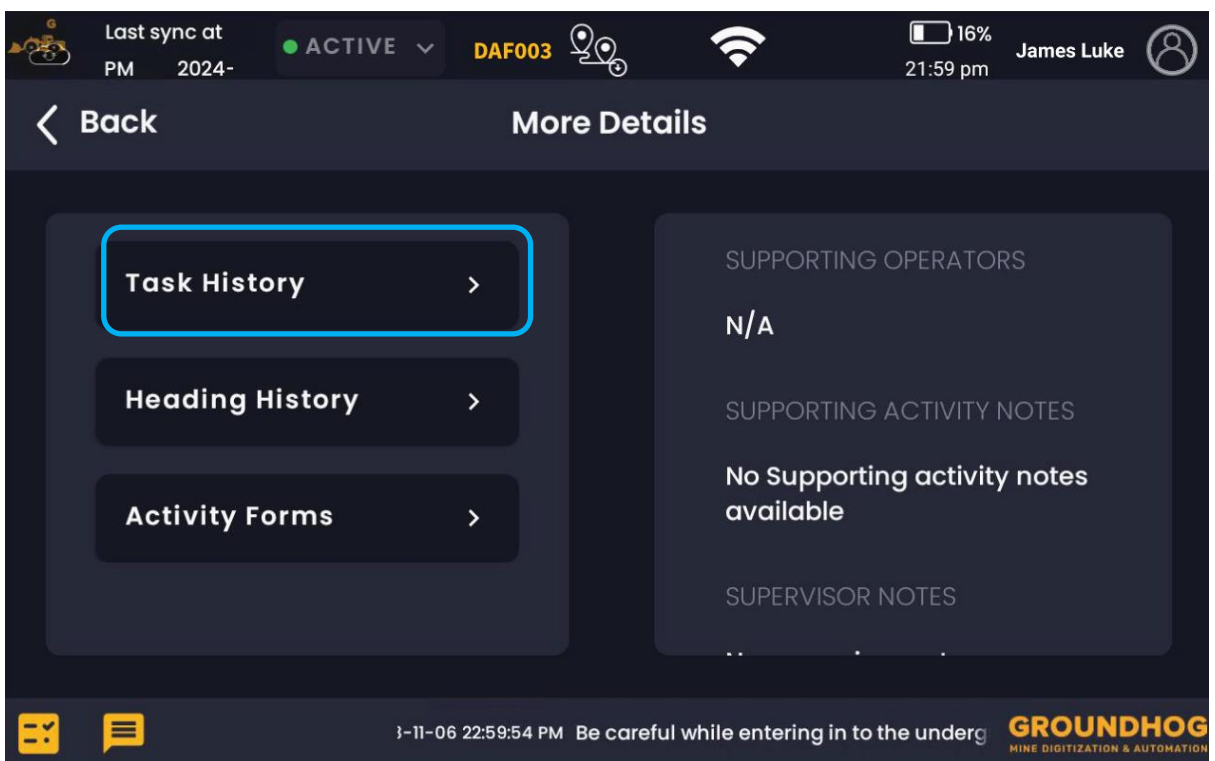 G
Last sync at
PM 2024-
ACTIVE
DAF003
16%
21:59 pm
James Luke
Back
More Details
Task History
Heading History
Activity Forms
SUPPORTING OPERATORS
N/A
SUPPORTING ACTIVITY NOTES
No Supporting activity notes
available
SUPERVISOR NOTES
-11-06 22:59:54 PM Be careful while entering in to the underg
GROUNDHOG
MINE DIGITIZATION & AUTOMATION